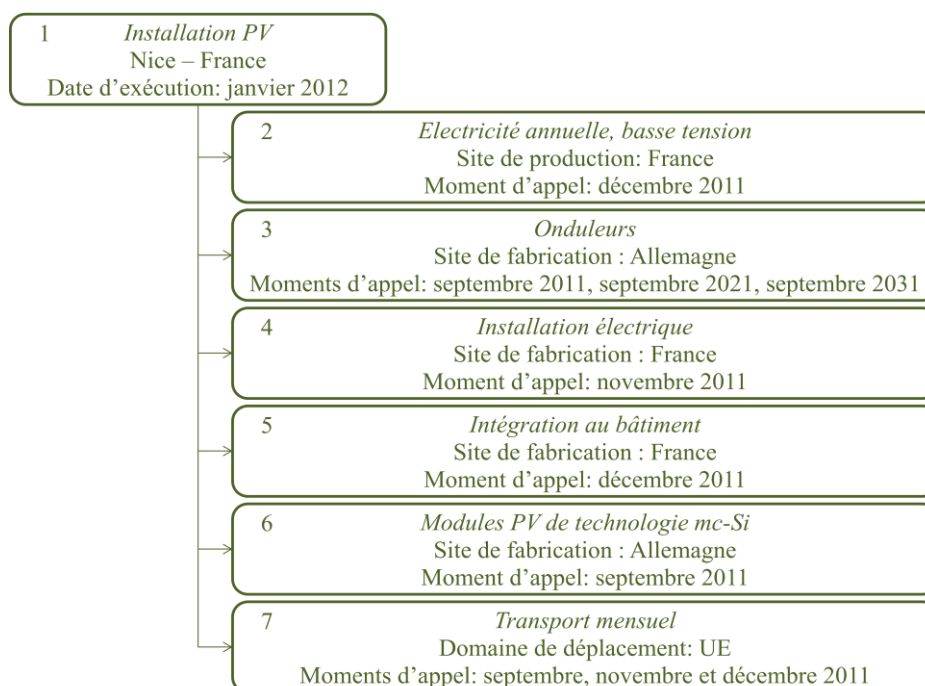 1 Installation PV
Nice – France
Date d’exécution: janvier 2012
2 Electricité annuelle, basse tension
Site de production: France
Moment d’appel: décembre 2011
3 Onduleurs
Site de fabrication : Allemagne
Moments d’appel: septembre 2011, septembre 2021, septembre 2031
4 Installation électrique
Site de fabrication : France
Moment d’appel: novembre 2011
5 Intégration au bâtiment
Site de fabrication : France
Moment d’appel: décembre 2011
6 Modules PV de technologie mc-Si
Site de fabrication : Allemagne
Moment d’appel: septembre 2011
7 Transport mensuel
Domaine de déplacement: UE
Moments d’appel: septembre, novembre et décembre 2011